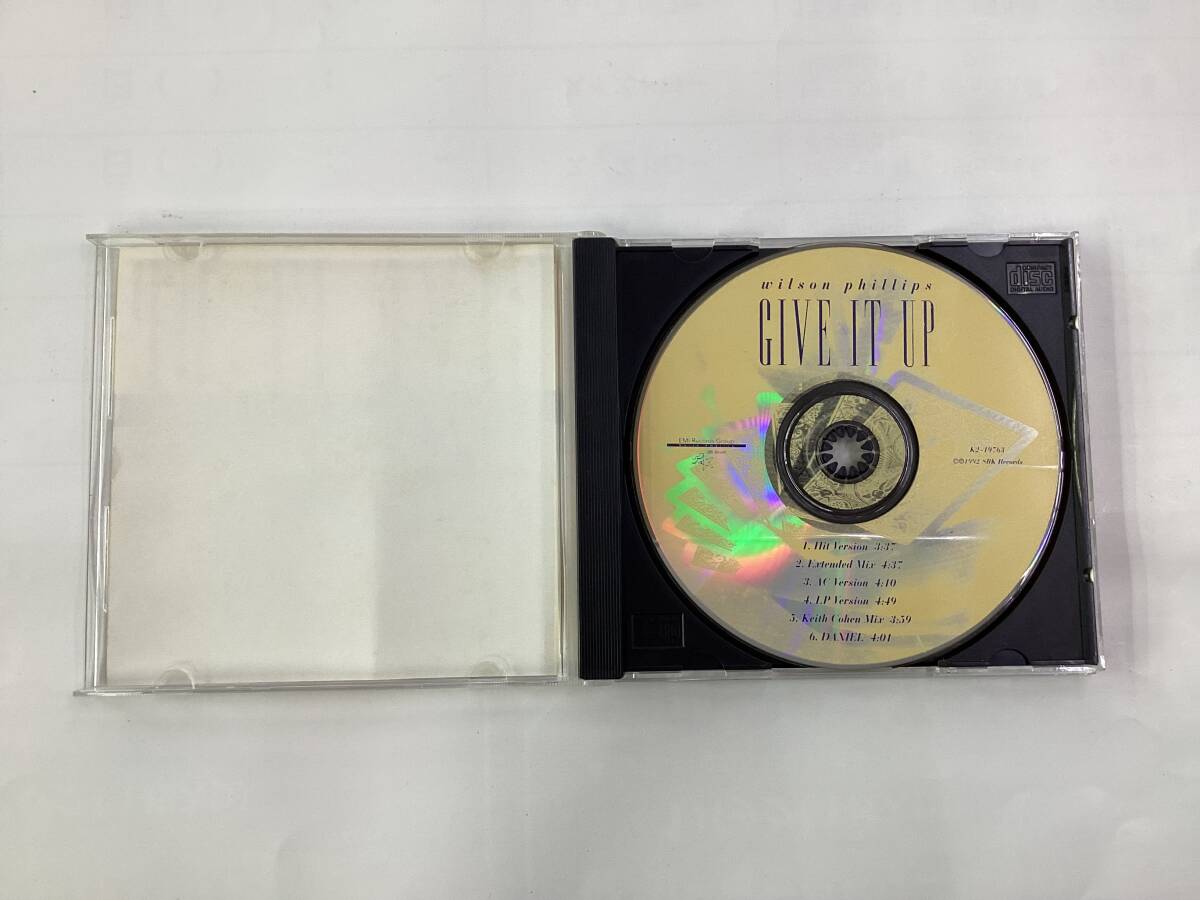 wilson phillips
GIVE IT UP
COMPACT
disc
DIGITAL AUDIO
EMI Records Group
K2-19763
©℗1992 SBK Records
1. Hit Version 3:37
2. Extended Mix 4:37
3. AC Version 4:10
4. LP Version 4:49
5. Keith Cohen Mix 3:59
6. DANIEL 4:01